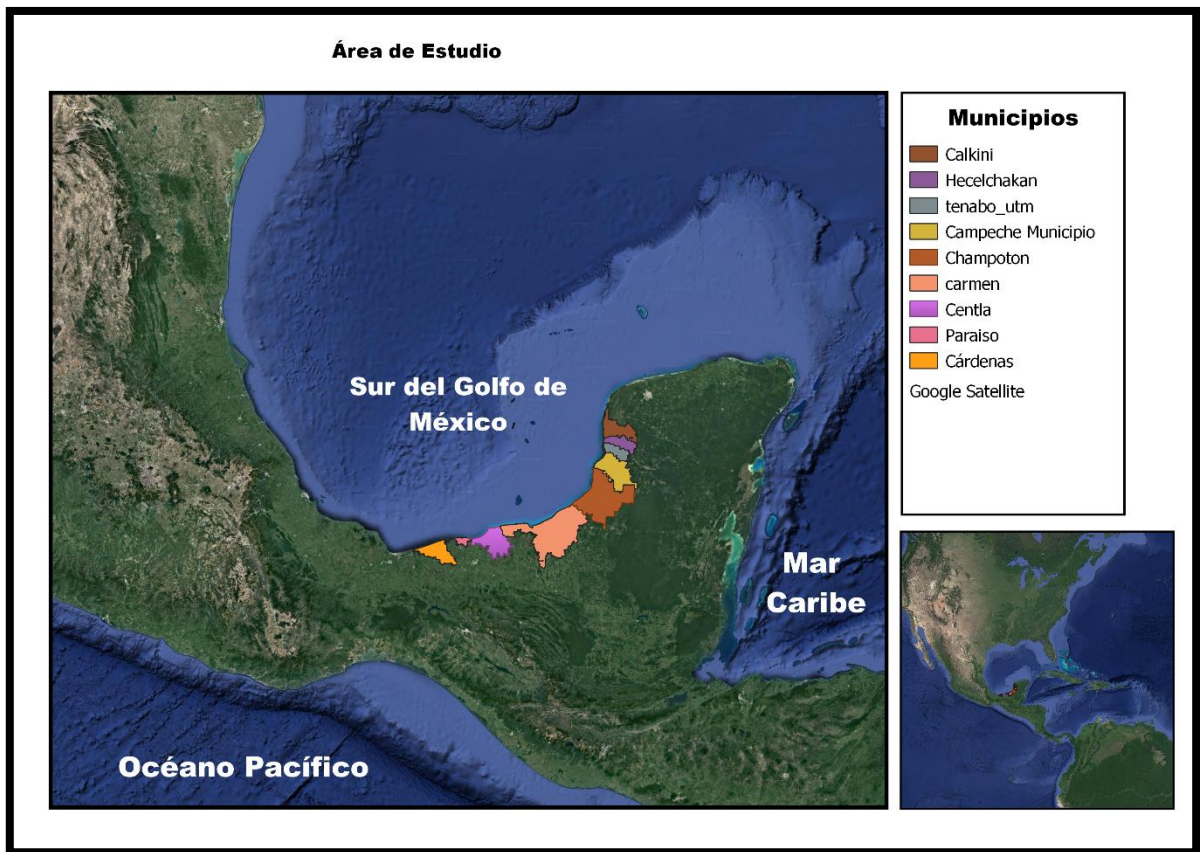 Área de Estudio
Sur del Golfo de
México
Mar
Caribe
Océano Pacífico
Municipios
Calkini
Hecelchakan
tenabo_utm
Campeche Municipio
Champoton
carmen
Centla
Paraiso
Cárdenas
Google Satellite